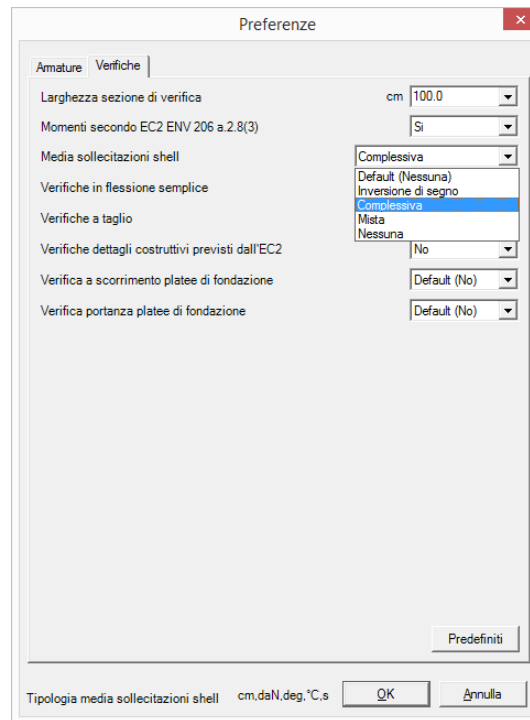 Preferenze
Armature Verifiche
Larghezza sezione di verifica cm 100.0
Momenti secondo EC2 ENV 206 a.2.8(3) Si
Media sollecitazioni shell Complessiva
Default (Nessuna)
Inversione di segno
Verifiche in flessione semplice
Complessiva
Verifiche a taglio
Mista
Nessuna
Verifiche dettagli costruttivi previsti dall'EC2 No
Verifica a scorrimento platee di fondazione Default (No)
Verifica portanza platee di fondazione Default (No)
Predefiniti
Tipologia media sollecitazioni shell cm,daN,deg,°C,s OK Annulla